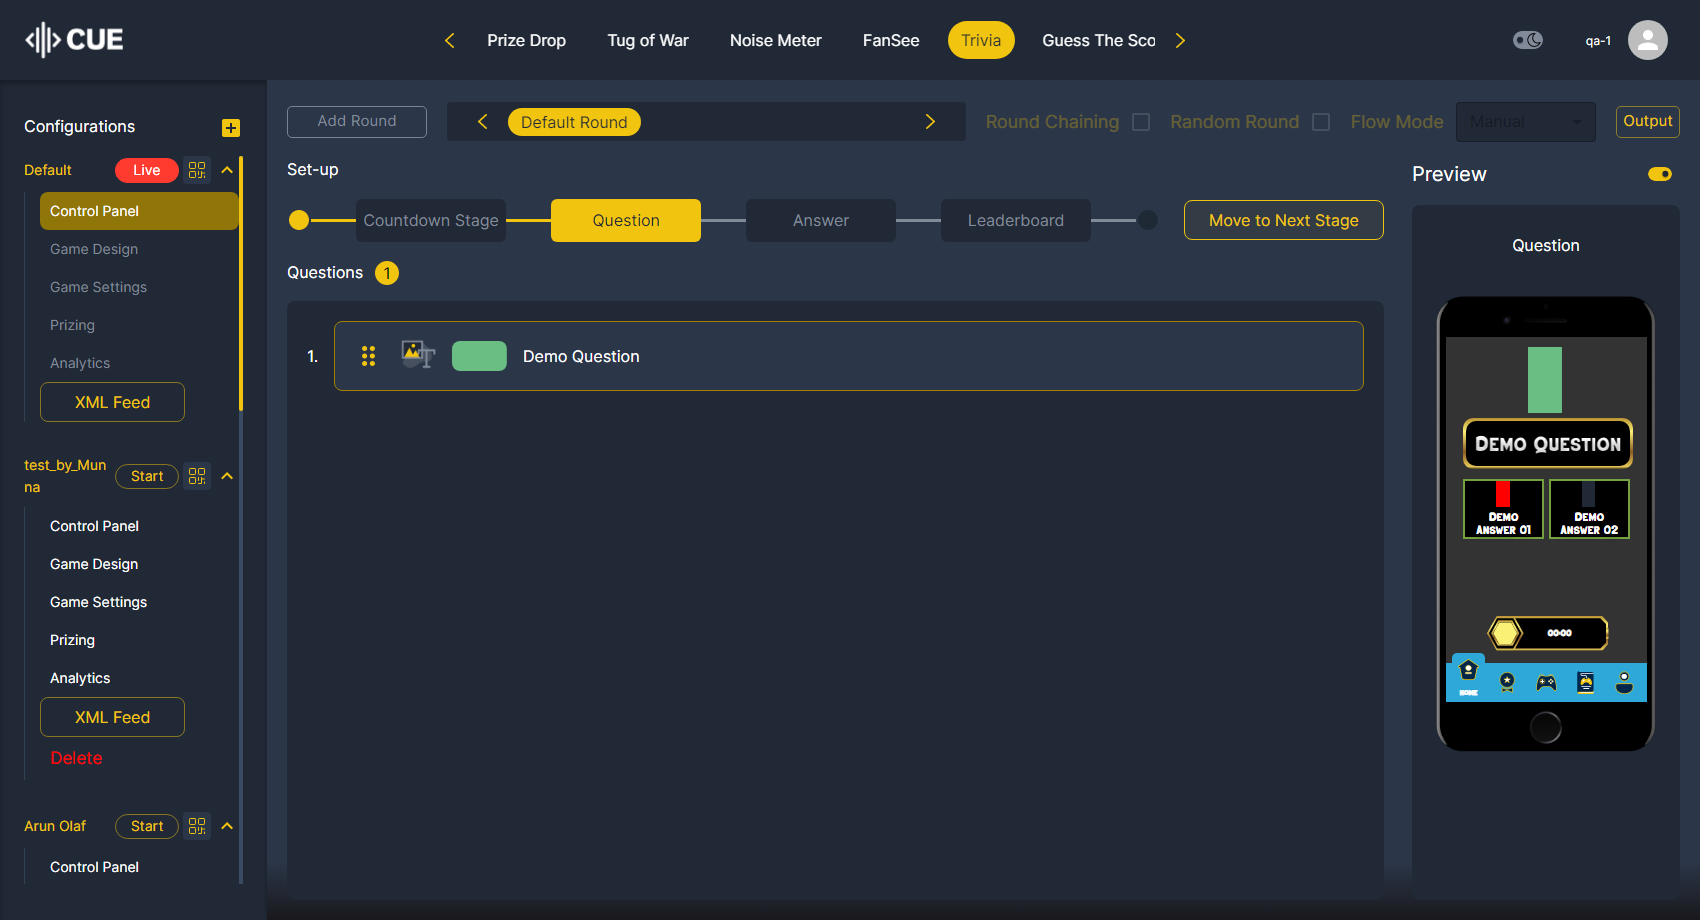 CUE
Prize Drop
Tug of War
Noise Meter
FanSee
Trivia
Guess The Sco
qa-1
Configurations
Default
Live
Control Panel
Game Design
Game Settings
Prizing
Analytics
XML Feed
test_by_Mun
na
Start
Control Panel
Game Design
Game Settings
Prizing
Analytics
XML Feed
Delete
Arun Olaf
Start
Control Panel
Add Round
Default Round
Round Chaining
Random Round
Flow Mode
Manual
Output
Set-up
Countdown Stage
Question
Answer
Leaderboard
Move to Next Stage
Questions 1
1.
Demo Question
Preview
Question
DEMO QUESTION
DEMO
ANSWER 01
DEMO
ANSWER 02
00:00
HOME